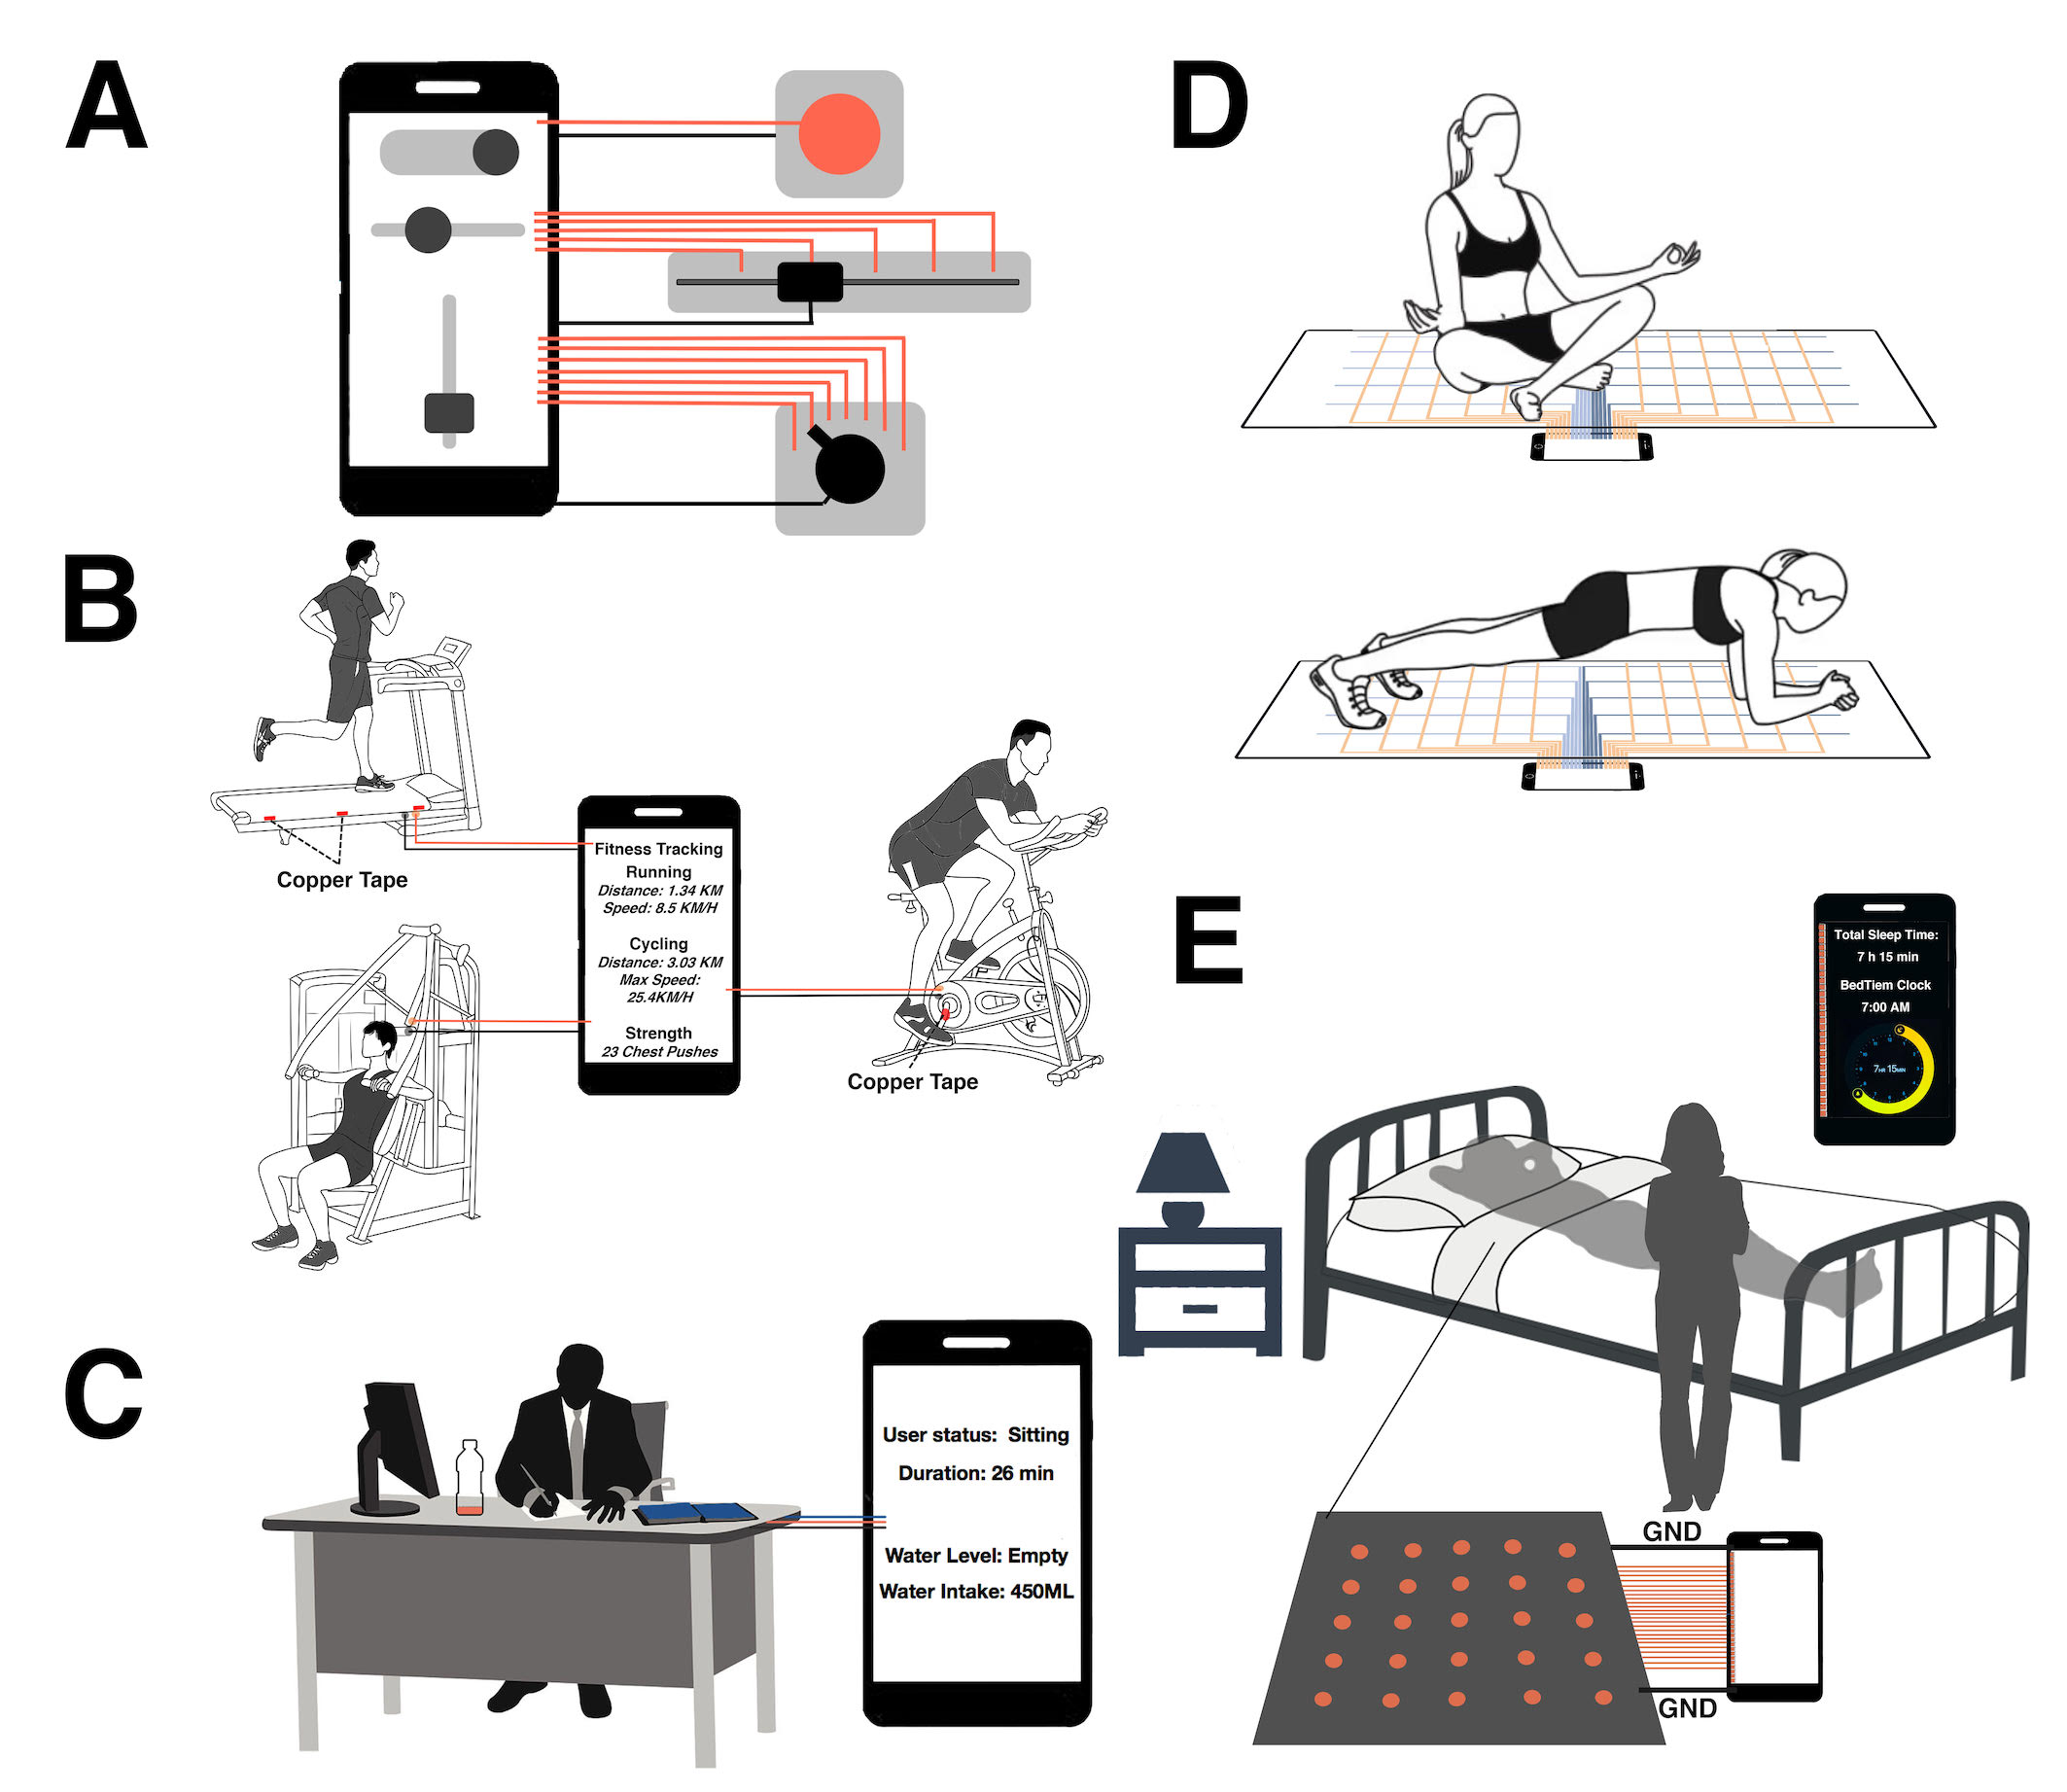 A
B
Copper Tape
Fitness Tracking
Running
Distance: 1.34 KM
Speed: 8.5 KM/H
Cycling
Distance: 3.03 KM
Max Speed:
25.4KM/H
Strength
23 Chest Pushes
Copper Tape
C
User status:  Sitting
Duration: 26 min
Water Level: Empty
Water Intake: 450ML
D
E
Total Sleep Time:
7 h 15 min
BedTiem Clock
7:00 AM
7HR 15MIN
GND
GND